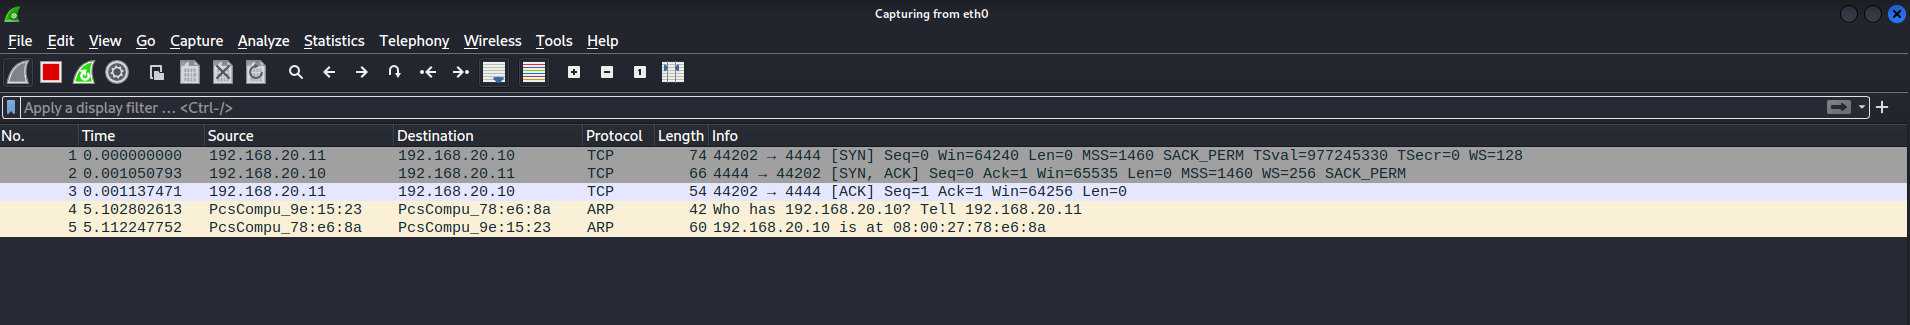 Capturing from eth0
File Edit View Go Capture Analyze Statistics Telephony Wireless Tools Help
Apply a display filter … <Ctrl-/>
No. Time Source Destination Protocol Length Info
1 0.000000000 192.168.20.11 192.168.20.10 TCP 74 44202 → 4444 [SYN] Seq=0 Win=64240 Len=0 MSS=1460 SACK_PERM TSval=977245330 TSecr=0 WS=128
2 0.001050793 192.168.20.10 192.168.20.11 TCP 66 4444 → 44202 [SYN, ACK] Seq=0 Ack=1 Win=65535 Len=0 MSS=1460 WS=256 SACK_PERM
3 0.001137471 192.168.20.11 192.168.20.10 TCP 54 44202 → 4444 [ACK] Seq=1 Ack=1 Win=64256 Len=0
4 5.102802613 PcsCompu_9e:15:23 PcsCompu_78:e6:8a ARP 42 Who has 192.168.20.10? Tell 192.168.20.11
5 5.112247752 PcsCompu_78:e6:8a PcsCompu_9e:15:23 ARP 60 192.168.20.10 is at 08:00:27:78:e6:8a